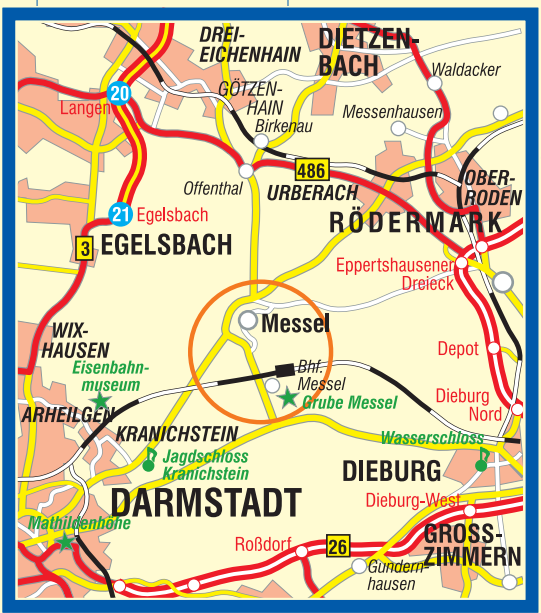 DREI-
EICHENHAIN
DIETZEN-
BACH
Waldacker
20
Langen
GÖTZEN-
HAIN
Birkenau
Messenhausen
486
Offenthal
URBERACH
OBER-
RODEN
21
Egelsbach
RÖDERMARK
3
EGELSBACH
Eppertshausener
Dreieck
Messel
WIX-
HAUSEN
Depot
Eisenbahn-
museum
Bhf.
Messel
Grube Messel
Dieburg
Nord
ARHEILGEN
KRANICHSTEIN
Wasserschloss
Jagdschloss
Kranichstein
DIEBURG
DARMSTADT
Dieburg-West
Mathildenhöhe
Roßdorf
26
GROSS-
ZIMMERN
Gundern-
hausen